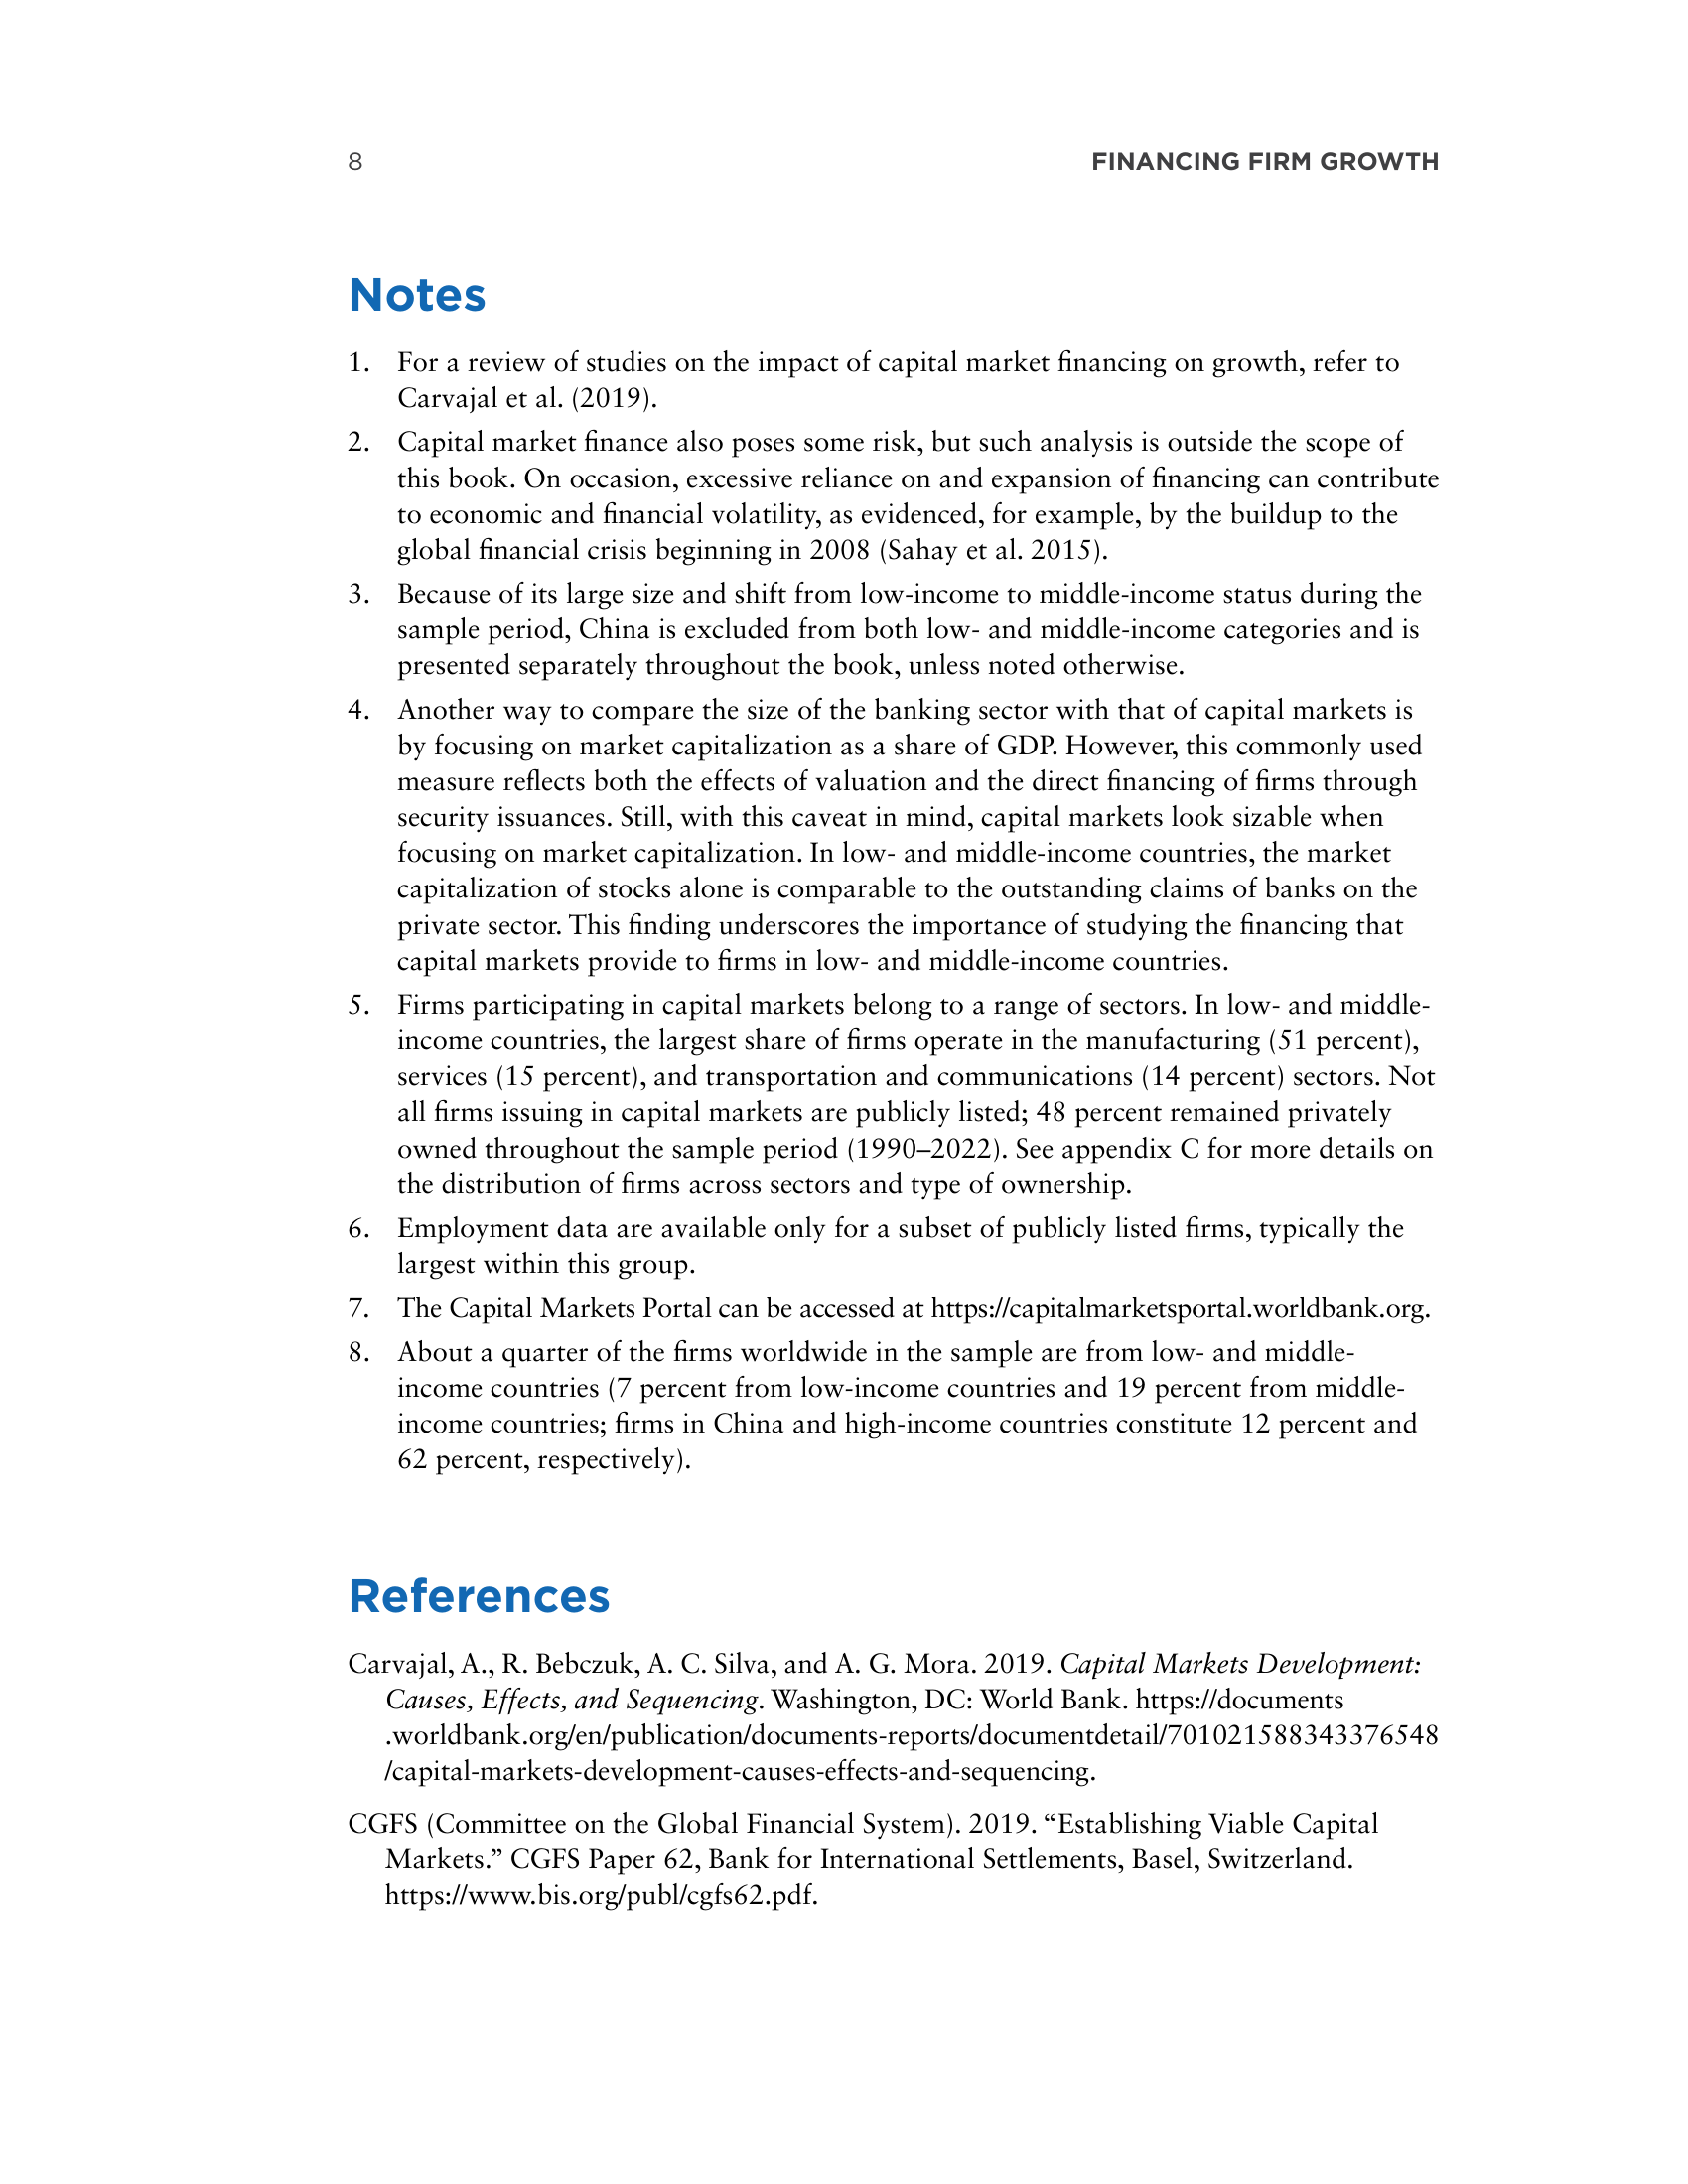 8 FINANCING FIRM GROWTH
Notes
1. For a review of studies on the impact of capital market financing on growth, refer to
Carvajal et al. (2019).
2. Capital market finance also poses some risk, but such analysis is outside the scope of
this book. On occasion, excessive reliance on and expansion of financing can contribute
to economic and financial volatility, as evidenced, for example, by the buildup to the
global financial crisis beginning in 2008 (Sahay et al. 2015).
3. Because of its large size and shift from low-income to middle-income status during the
sample period, China is excluded from both low- and middle-income categories and is
presented separately throughout the book, unless noted otherwise.
4. Another way to compare the size of the banking sector with that of capital markets is
by focusing on market capitalization as a share of GDP. However, this commonly used
measure reflects both the effects of valuation and the direct financing of firms through
security issuances. Still, with this caveat in mind, capital markets look sizable when
focusing on market capitalization. In low- and middle-income countries, the market
capitalization of stocks alone is comparable to the outstanding claims of banks on the
private sector. This finding underscores the importance of studying the financing that
capital markets provide to firms in low- and middle-income countries.
5. Firms participating in capital markets belong to a range of sectors. In low- and middle-
income countries, the largest share of firms operate in the manufacturing (51 percent),
services (15 percent), and transportation and communications (14 percent) sectors. Not
all firms issuing in capital markets are publicly listed; 48 percent remained privately
owned throughout the sample period (1990–2022). See appendix C for more details on
the distribution of firms across sectors and type of ownership.
6. Employment data are available only for a subset of publicly listed firms, typically the
largest within this group.
7. The Capital Markets Portal can be accessed at https://capitalmarketsportal.worldbank.org.
8. About a quarter of the firms worldwide in the sample are from low- and middle-
income countries (7 percent from low-income countries and 19 percent from middle-
income countries; firms in China and high-income countries constitute 12 percent and
62 percent, respectively).
References
Carvajal, A., R. Bebczuk, A. C. Silva, and A. G. Mora. 2019. Capital Markets Development:
Causes, Effects, and Sequencing. Washington, DC: World Bank. https://documents
.worldbank.org/en/publication/documents-reports/documentdetail/701021588343376548
/capital-markets-development-causes-effects-and-sequencing.
CGFS (Committee on the Global Financial System). 2019. “Establishing Viable Capital
Markets.” CGFS Paper 62, Bank for International Settlements, Basel, Switzerland.
https://www.bis.org/publ/cgfs62.pdf.